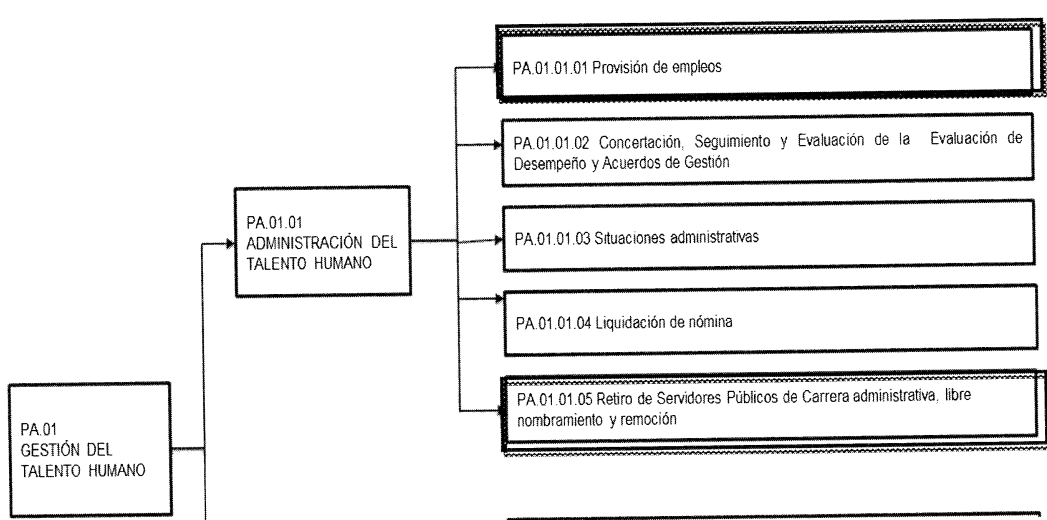 PA.01.01.01 Provisión de empleos
PA.01.01.02 Concertación, Seguimiento y Evaluación de la Evaluación de
Desempeño y Acuerdos de Gestión
PA.01.01
ADMINISTRACIÓN DEL
TALENTO HUMANO
PA.01.01.03 Situaciones administrativas
PA.01.01.04 Liquidación de nómina
PA.01.01.05 Retiro de Servidores Públicos de Carrera administrativa, libre
nombramiento y remoción
PA.01
GESTIÓN DEL
TALENTO HUMANO